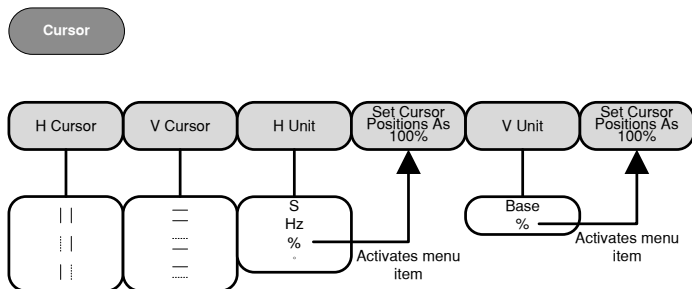 Cursor
H Cursor
V Cursor
H Unit
Set Cursor
Positions As
100%
V Unit
Set Cursor
Positions As
100%
S
Hz
%
°
Activates menu
item
Base
%
Activates menu
item